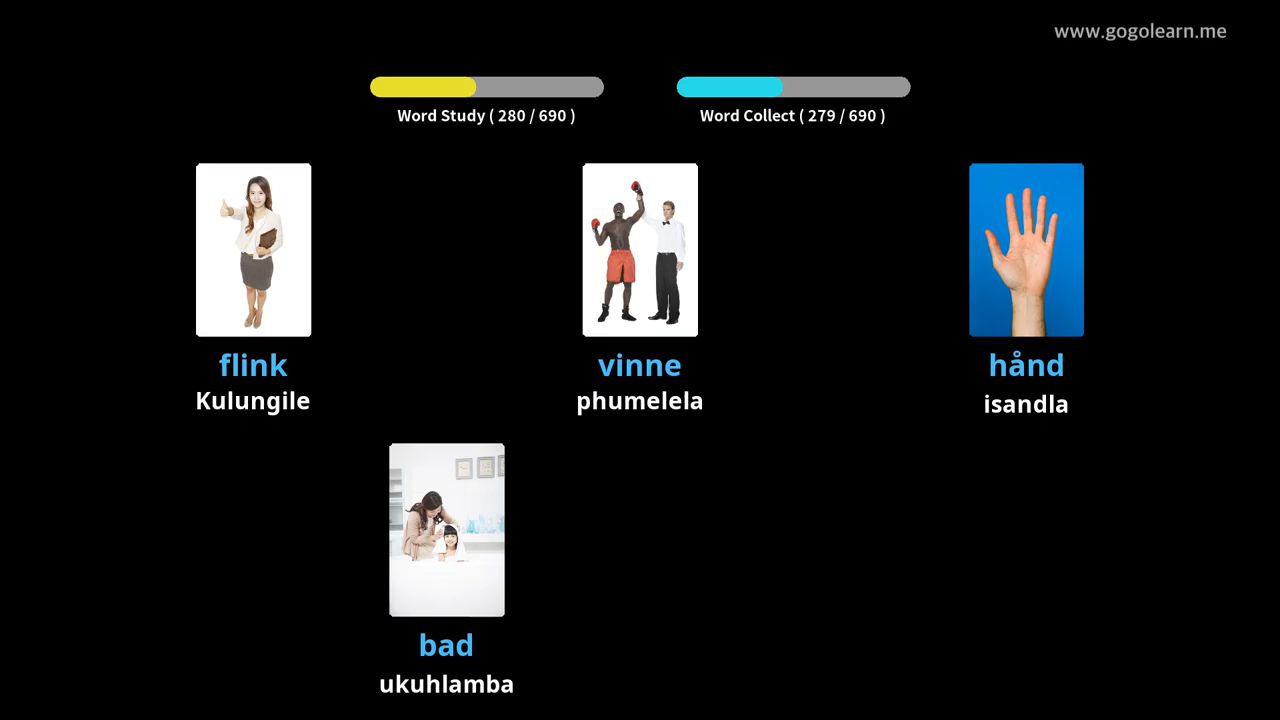 www.gogolearn.me
Word Study ( 280 / 690 )
Word Collect ( 279 / 690 )
flink
Kulungile
vinne
phumelela
hånd
isandla
bad
ukuhlamba